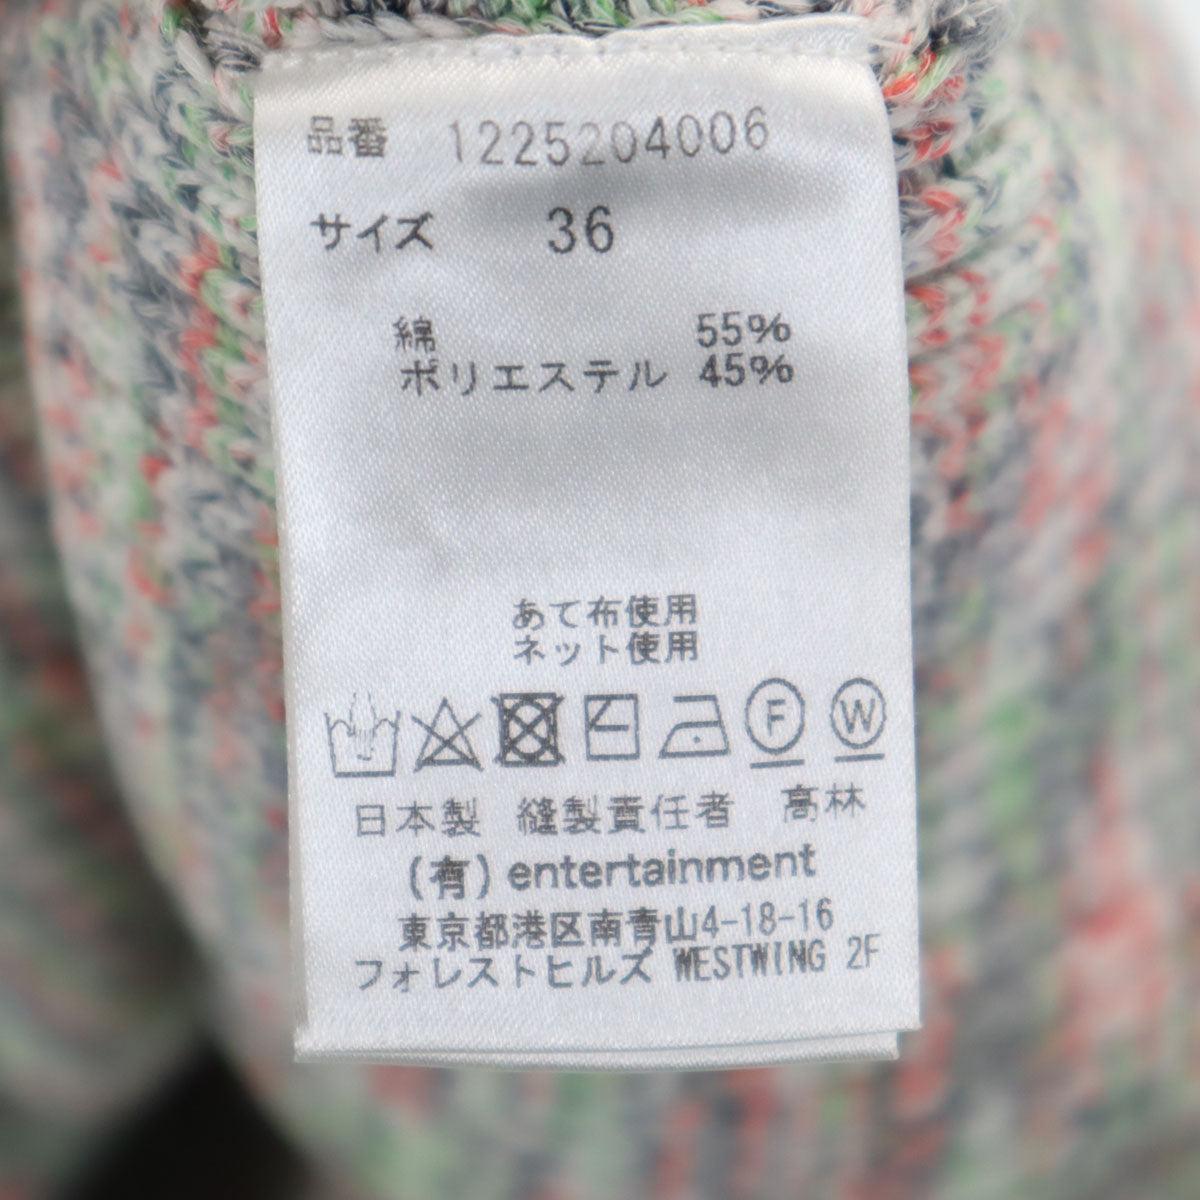 品番 1225204006
サイズ 36
綿 55%
ポリエステル 45%
あて布使用
ネット使用
F W
日本製 縫製責任者 高林
(有) entertainment
東京都港区南青山4-18-16
フォレストヒルズ WESTWING 2F